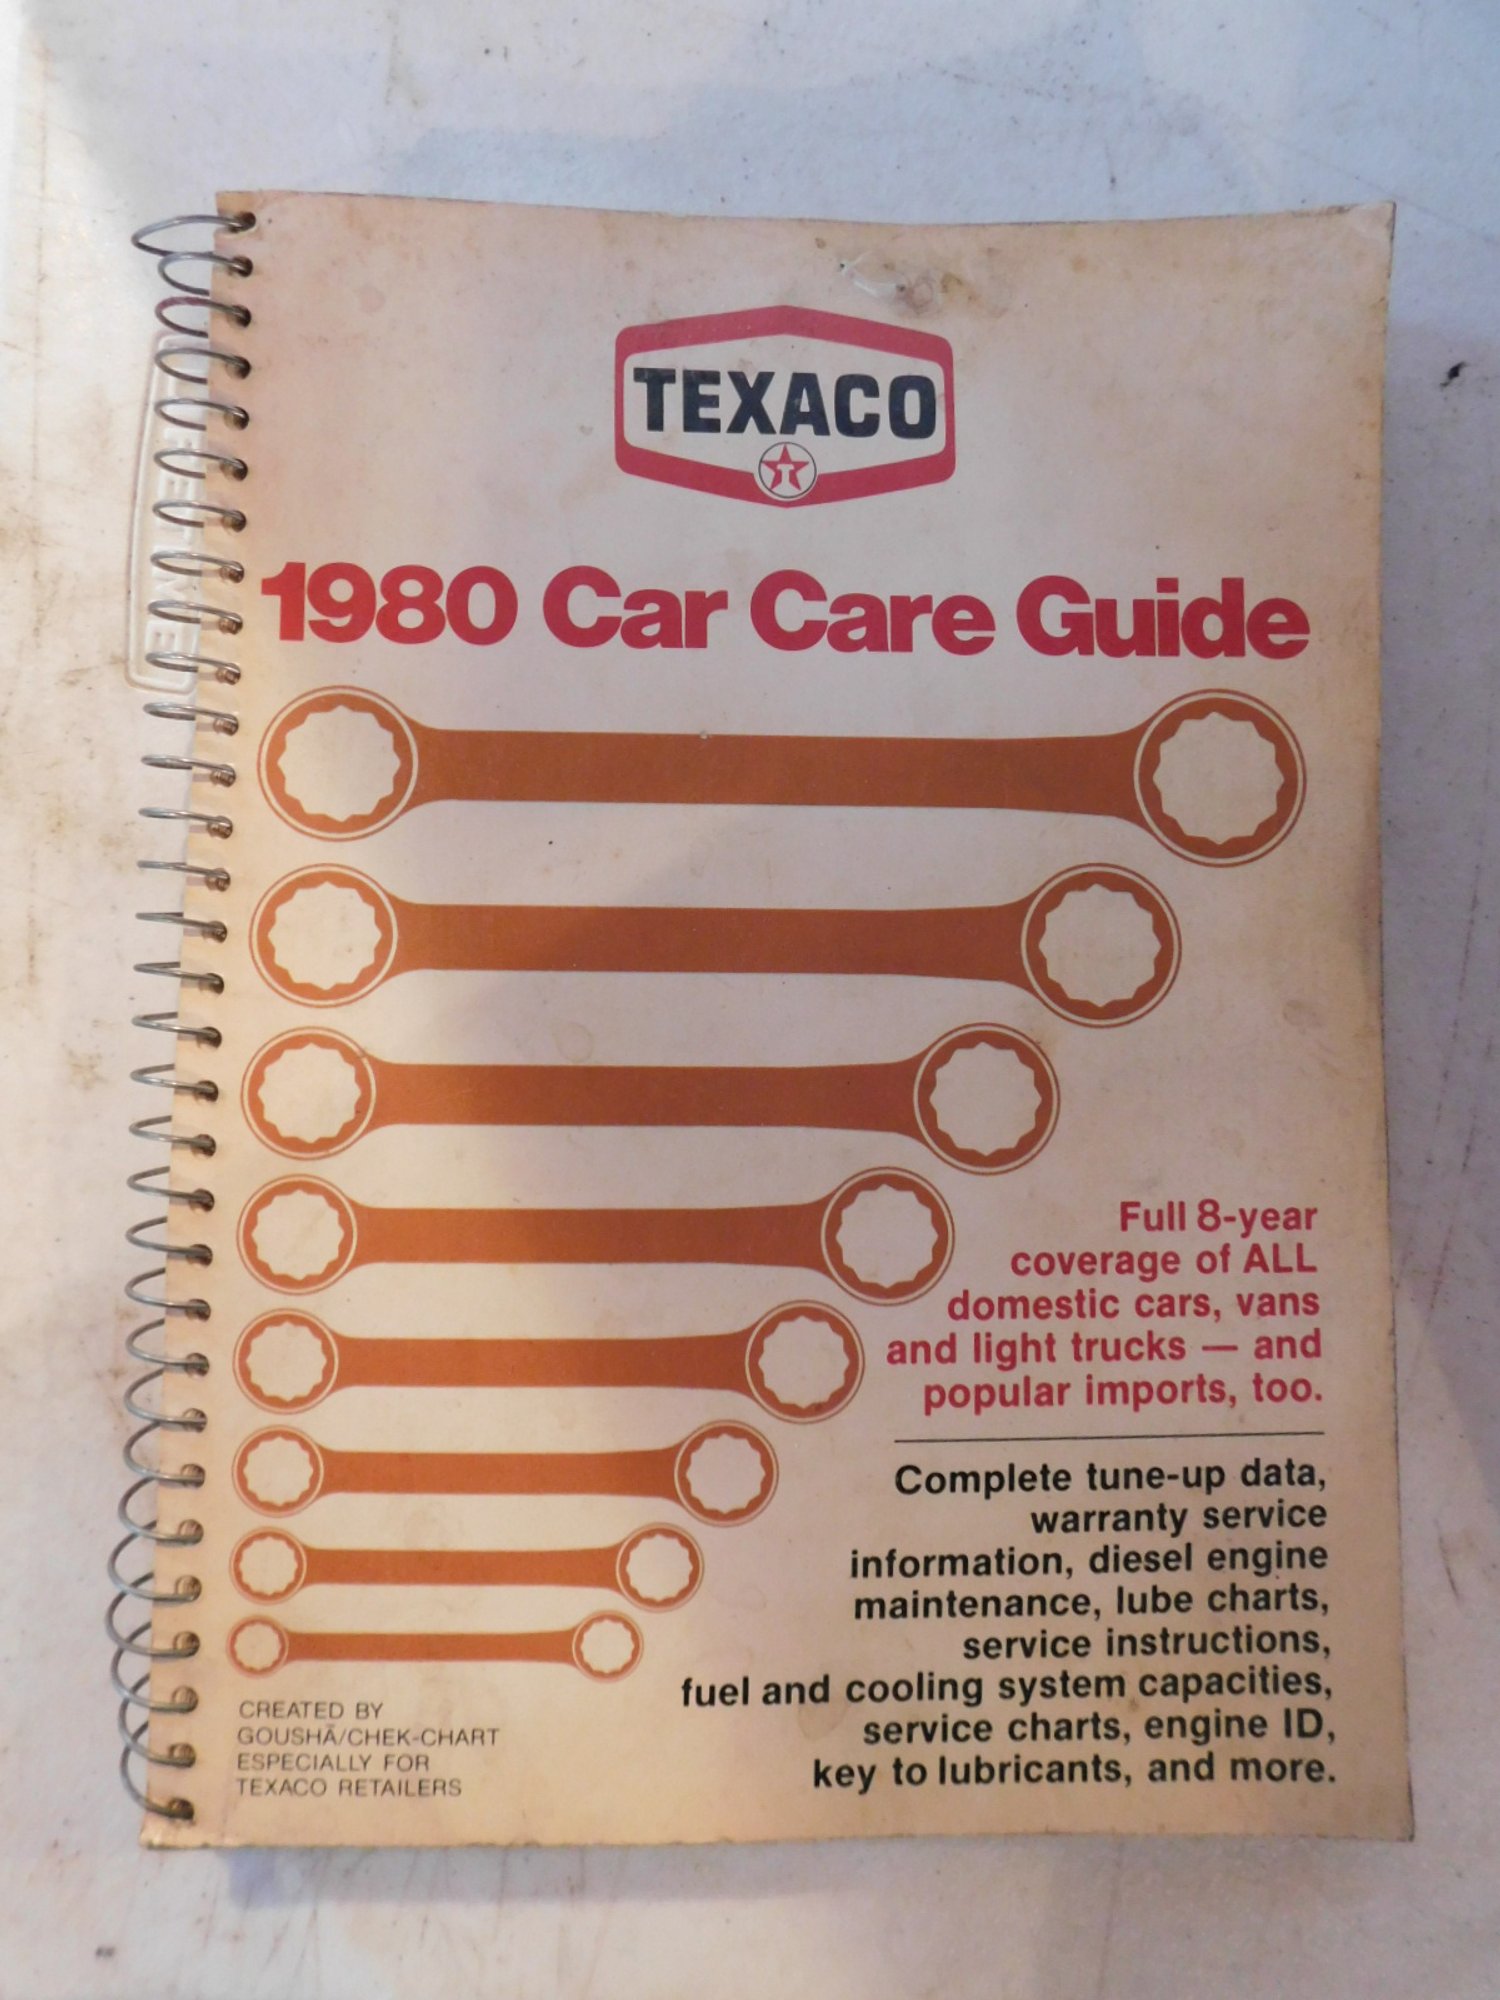 TEXACO
T
1980 Car Care Guide
Full 8-year
coverage of ALL
domestic cars, vans
and light trucks — and
popular imports, too.
Complete tune-up data,
warranty service
information, diesel engine
maintenance, lube charts,
service instructions,
fuel and cooling system capacities,
service charts, engine ID,
key to lubricants, and more.
CREATED BY
GOUSHĀ/CHEK-CHART
ESPECIALLY FOR
TEXACO RETAILERS